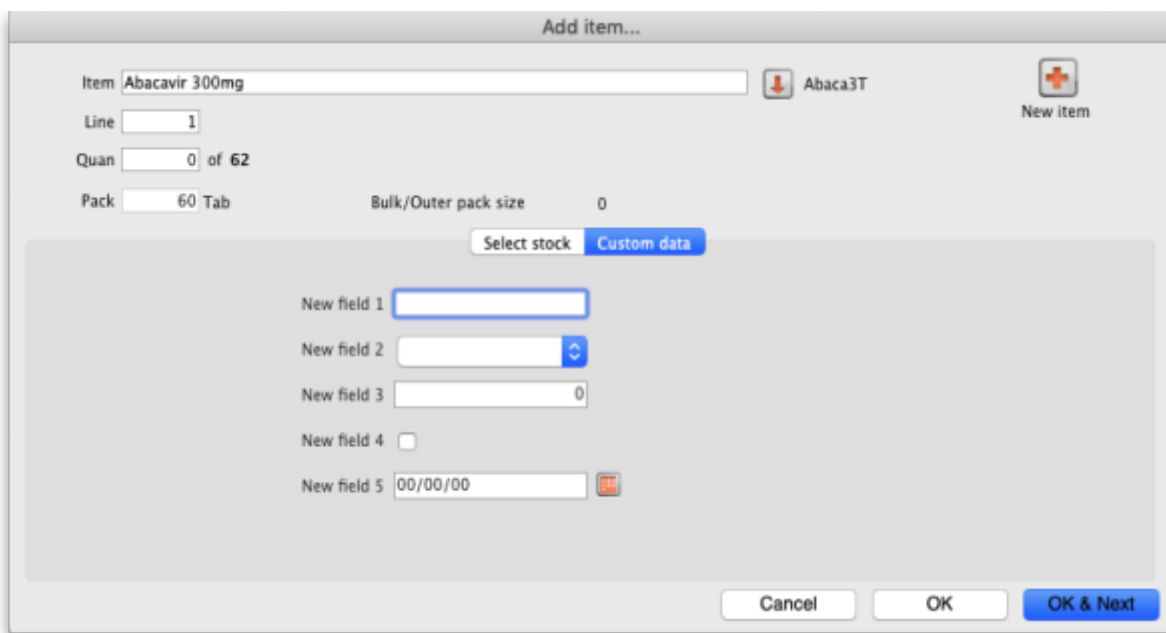 Add item...
Item Abacavir 300mg Abaca3T
New item
Line 1
Quan 0 of 62
Pack 60 Tab Bulk/Outer pack size 0
Select stock Custom data
New field 1
New field 2
New field 3 0
New field 4
New field 5 00/00/00
Cancel OK OK & Next